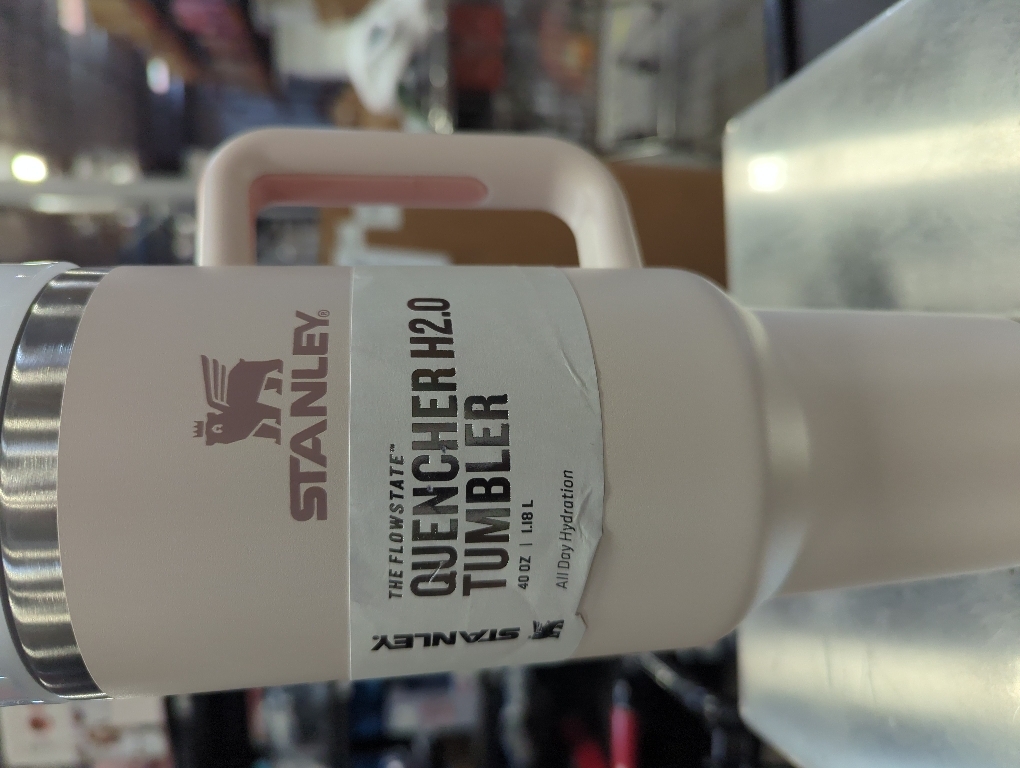 STANLEY®
THE FLOWSTATE™
QUENCHER H2.0
TUMBLER
40 OZ | 1.18 L
All Day Hydration
STANLEY